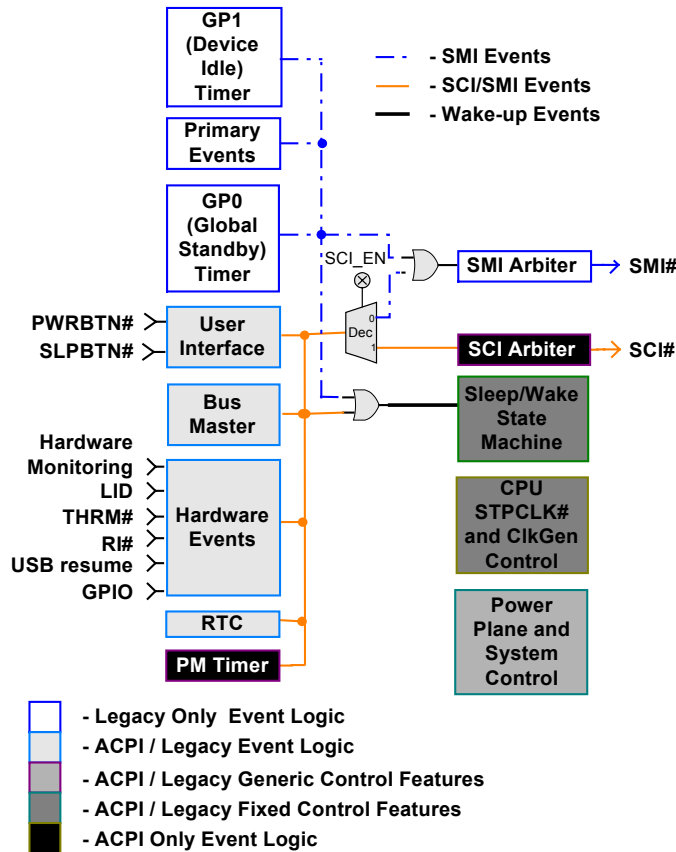 GP1
(Device
Idle)
Timer
- SMI Events
- SCI/SMI Events
- Wake-up Events
Primary
Events
GP0
(Global
Standby)
Timer
SCI_EN
SMI Arbiter
SMI#
PWRBTN#
SLPBTN#
User
Interface
0
Dec
1
SCI Arbiter
SCI#
Bus
Master
Sleep/Wake
State
Machine
Hardware
Monitoring
LID
THRM#
RI#
USB resume
GPIO
Hardware
Events
CPU
STPCLK#
and ClkGen
Control
RTC
PM Timer
Power
Plane and
System
Control
- Legacy Only  Event Logic
- ACPI / Legacy Event Logic
- ACPI / Legacy Generic Control Features
- ACPI / Legacy Fixed Control Features
- ACPI Only Event Logic